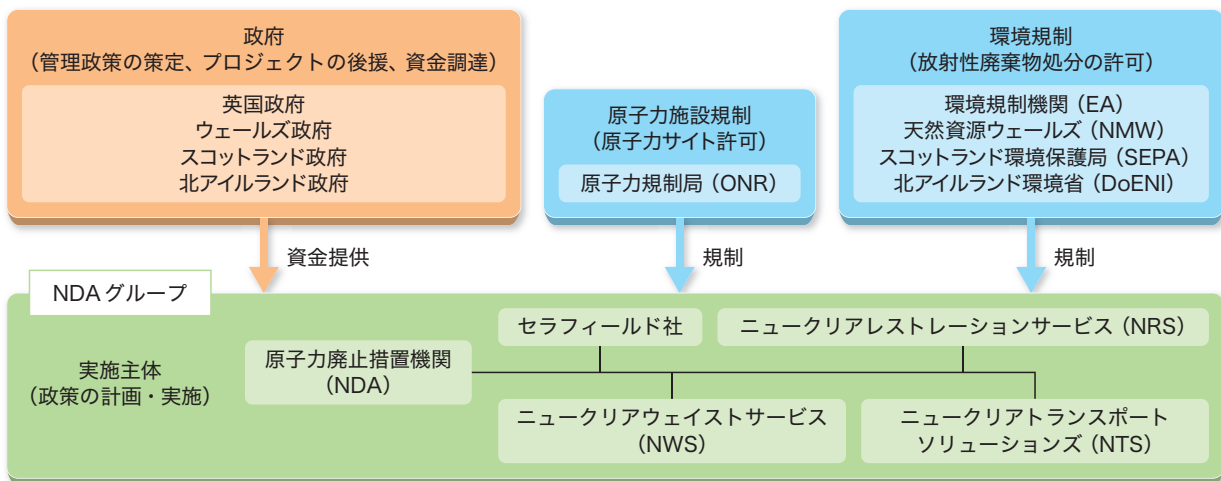 政府
(管理政策の策定、プロジェクトの後援、資金調達)
英国政府
ウェールズ政府
スコットランド政府
北アイルランド政府
原子力施設規制
(原子力サイト許可)
原子力規制局(ONR)
環境規制
(放射性廃棄物処分の許可)
環境規制機関(EA)
天然資源ウェールズ(NMW)
スコットランド環境保護局(SEPA)
北アイルランド環境省(DoENI)
資金提供
規制
規制
NDAグループ
実施主体
(政策の計画・実施)
原子力廃止措置機関
(NDA)
セラフィールド社
ニュークリアレストレーションサービス(NRS)
ニュークリアウェイストサービス
(NWS)
ニュークリアトランスポート
ソリューションズ(NTS)